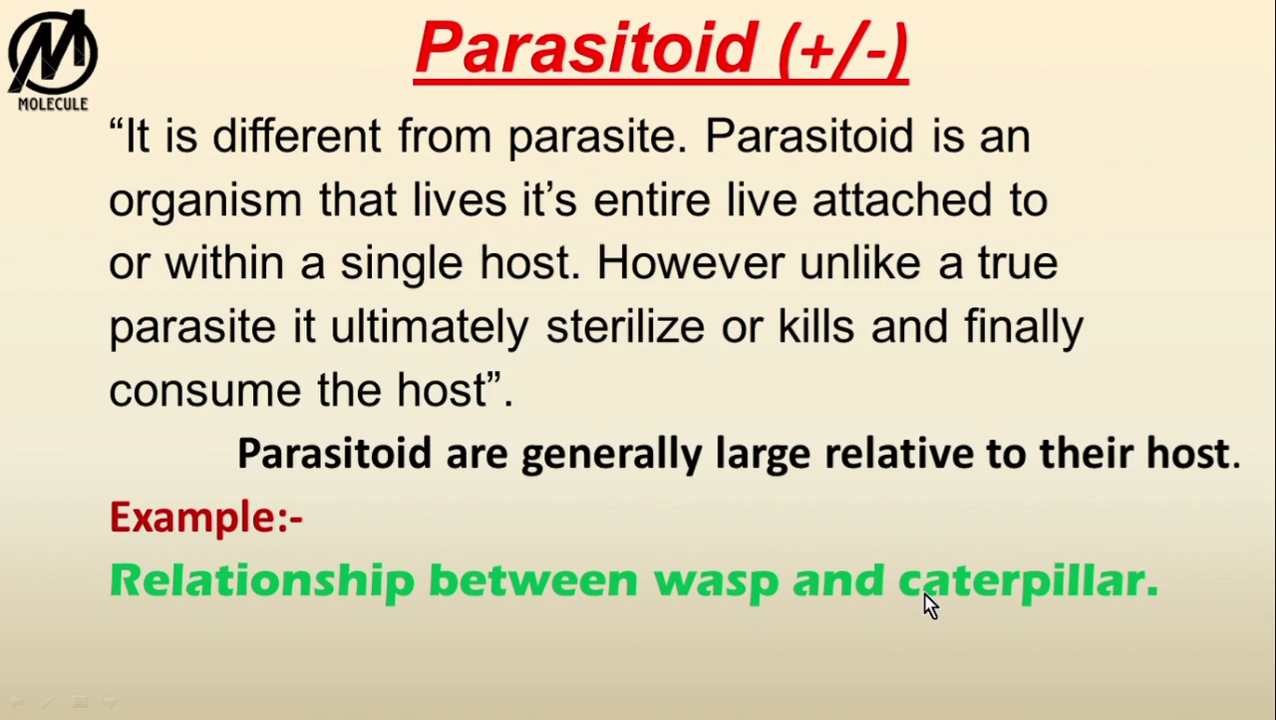 MOLECULE
Parasitoid (+/-)
“It is different from parasite. Parasitoid is an
organism that lives it’s entire live attached to
or within a single host. However unlike a true
parasite it ultimately sterilize or kills and finally
consume the host”.
Parasitoid are generally large relative to their host.
Example:-
Relationship between wasp and caterpillar.